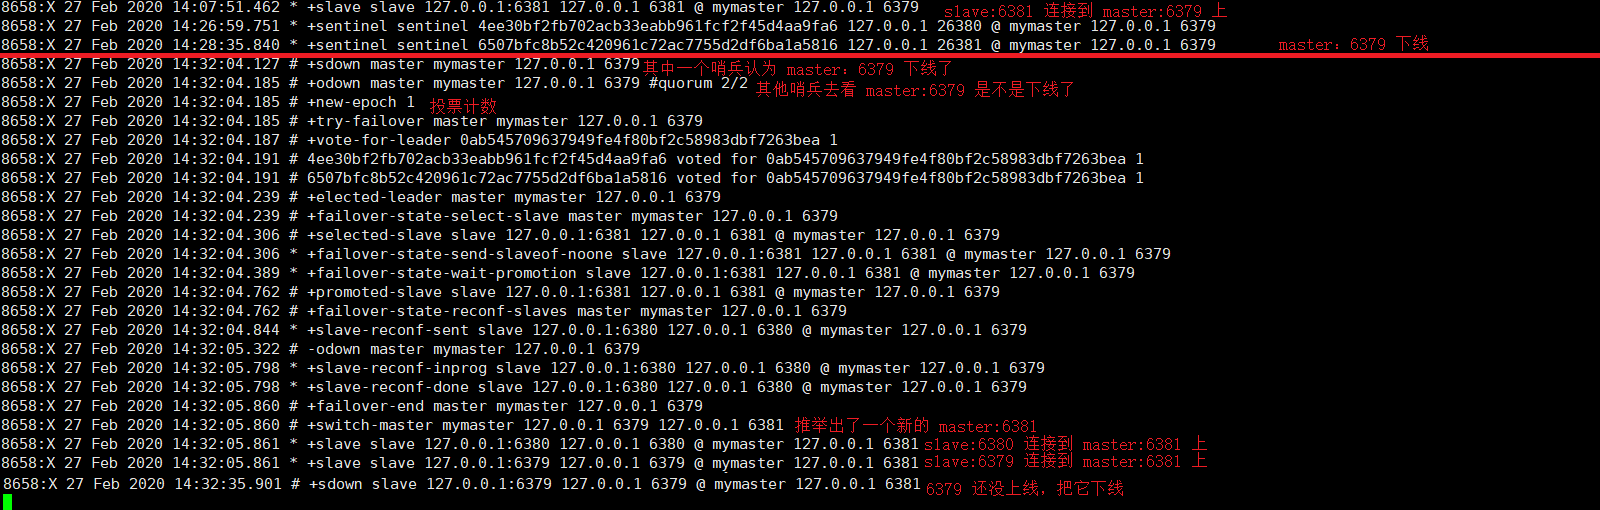 8658:X 27 Feb 2020 14:07:51.462 * +slave slave 127.0.0.1:6381 127.0.0.1 6381 @ mymaster 127.0.0.1 6379 slave:6381 连接到 master:6379 上
8658:X 27 Feb 2020 14:26:59.751 * +sentinel sentinel 4ee30bf2fb702acb33eabb961fcf2f45d4aa9fa6 127.0.0.1 26380 @ mymaster 127.0.0.1 6379
8658:X 27 Feb 2020 14:28:35.840 * +sentinel sentinel 6507bfc8b52c420961c72ac7755d2df6ba1a5816 127.0.0.1 26381 @ mymaster 127.0.0.1 6379 master：6379 下线
8658:X 27 Feb 2020 14:32:04.127 # +sdown master mymaster 127.0.0.1 6379 其中一个哨兵认为 master：6379 下线了
8658:X 27 Feb 2020 14:32:04.185 # +odown master mymaster 127.0.0.1 6379 #quorum 2/2 其他哨兵去看 master:6379 是不是下线了
8658:X 27 Feb 2020 14:32:04.185 # +new-epoch 1 投票计数
8658:X 27 Feb 2020 14:32:04.185 # +try-failover master mymaster 127.0.0.1 6379
8658:X 27 Feb 2020 14:32:04.187 # +vote-for-leader 0ab545709637949fe4f80bf2c58983dbf7263bea 1
8658:X 27 Feb 2020 14:32:04.191 # 4ee30bf2fb702acb33eabb961fcf2f45d4aa9fa6 voted for 0ab545709637949fe4f80bf2c58983dbf7263bea 1
8658:X 27 Feb 2020 14:32:04.191 # 6507bfc8b52c420961c72ac7755d2df6ba1a5816 voted for 0ab545709637949fe4f80bf2c58983dbf7263bea 1
8658:X 27 Feb 2020 14:32:04.239 # +elected-leader master mymaster 127.0.0.1 6379
8658:X 27 Feb 2020 14:32:04.239 # +failover-state-select-slave master mymaster 127.0.0.1 6379
8658:X 27 Feb 2020 14:32:04.306 # +selected-slave slave 127.0.0.1:6381 127.0.0.1 6381 @ mymaster 127.0.0.1 6379
8658:X 27 Feb 2020 14:32:04.306 * +failover-state-send-slaveof-noone slave 127.0.0.1:6381 127.0.0.1 6381 @ mymaster 127.0.0.1 6379
8658:X 27 Feb 2020 14:32:04.389 * +failover-state-wait-promotion slave 127.0.0.1:6381 127.0.0.1 6381 @ mymaster 127.0.0.1 6379
8658:X 27 Feb 2020 14:32:04.762 # +promoted-slave slave 127.0.0.1:6381 127.0.0.1 6381 @ mymaster 127.0.0.1 6379
8658:X 27 Feb 2020 14:32:04.762 # +failover-state-reconf-slaves master mymaster 127.0.0.1 6379
8658:X 27 Feb 2020 14:32:04.844 * +slave-reconf-sent slave 127.0.0.1:6380 127.0.0.1 6380 @ mymaster 127.0.0.1 6379
8658:X 27 Feb 2020 14:32:05.322 # -odown master mymaster 127.0.0.1 6379
8658:X 27 Feb 2020 14:32:05.798 * +slave-reconf-inprog slave 127.0.0.1:6380 127.0.0.1 6380 @ mymaster 127.0.0.1 6379
8658:X 27 Feb 2020 14:32:05.798 * +slave-reconf-done slave 127.0.0.1:6380 127.0.0.1 6380 @ mymaster 127.0.0.1 6379
8658:X 27 Feb 2020 14:32:05.860 # +failover-end master mymaster 127.0.0.1 6379
8658:X 27 Feb 2020 14:32:05.860 # +switch-master mymaster 127.0.0.1 6379 127.0.0.1 6381 推举出了一个新的 master:6381
8658:X 27 Feb 2020 14:32:05.861 * +slave slave 127.0.0.1:6380 127.0.0.1 6380 @ mymaster 127.0.0.1 6381 slave:6380 连接到 master:6381 上
8658:X 27 Feb 2020 14:32:05.861 * +slave slave 127.0.0.1:6379 127.0.0.1 6379 @ mymaster 127.0.0.1 6381 slave:6379 连接到 master:6381 上
8658:X 27 Feb 2020 14:32:35.901 # +sdown slave 127.0.0.1:6379 127.0.0.1 6379 @ mymaster 127.0.0.1 6381 6379 还没上线，把它下线